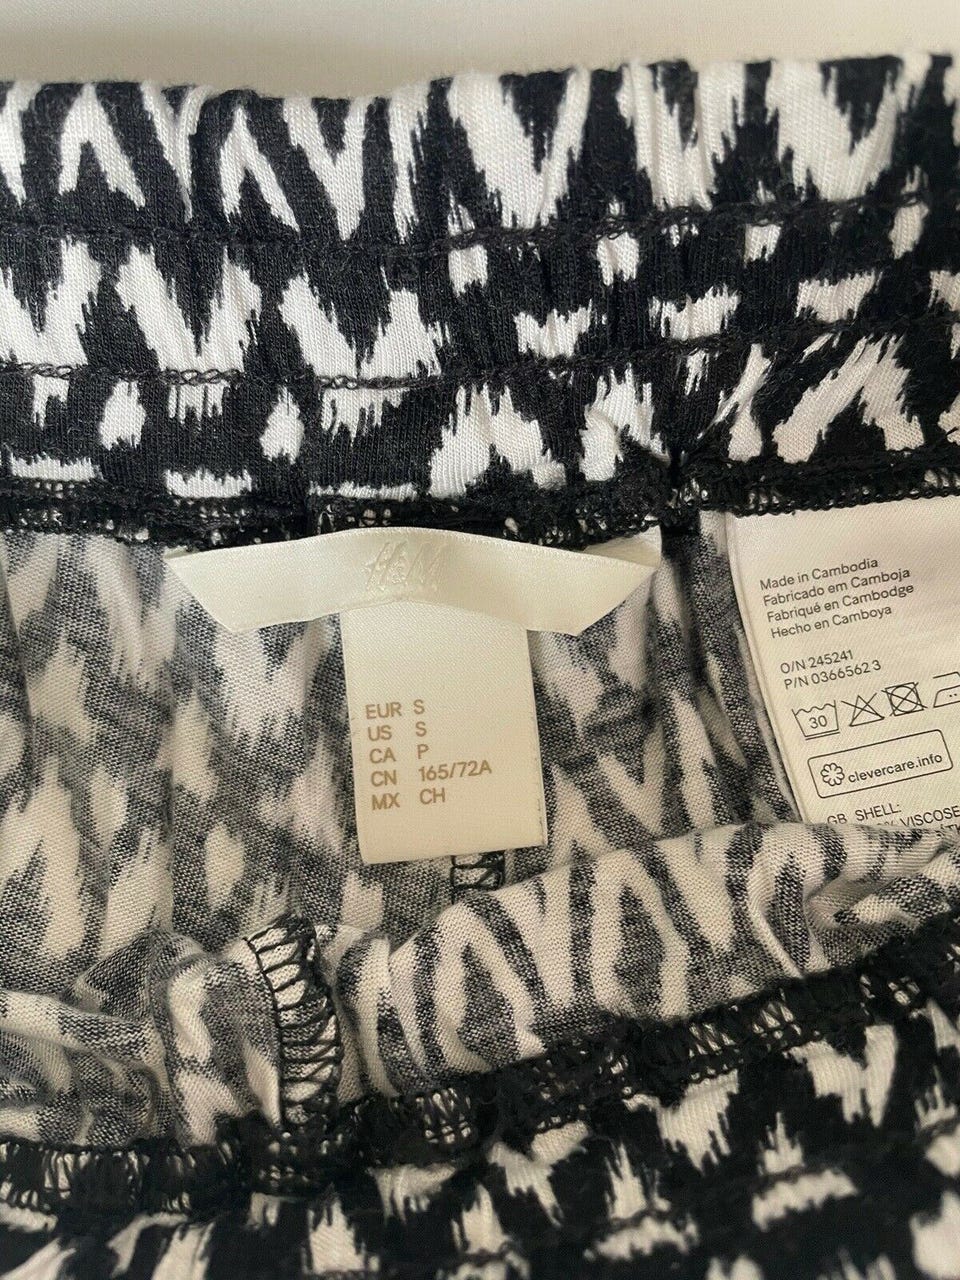 H&M
EUR S
US S
CA P
CN 165/72A
MX CH
Made in Cambodia
Fabricado em Camboja
Fabriqué en Cambodge
Hecho en Camboya
O/N 245241
P/N 0366562 3
30
clevercare.info
GB SHELL:
% VISCOSE